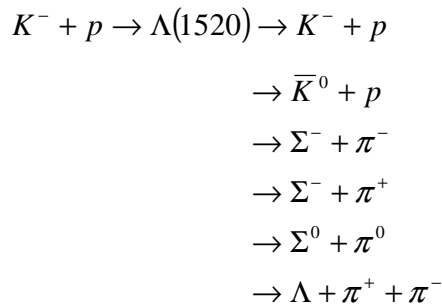 K⁻ + p → Λ(1520) → K⁻ + p
→ K̅⁰ + p
→ Σ⁻ + π⁻
→ Σ⁻ + π⁺
→ Σ⁰ + π⁰
→ Λ + π⁺ + π⁻